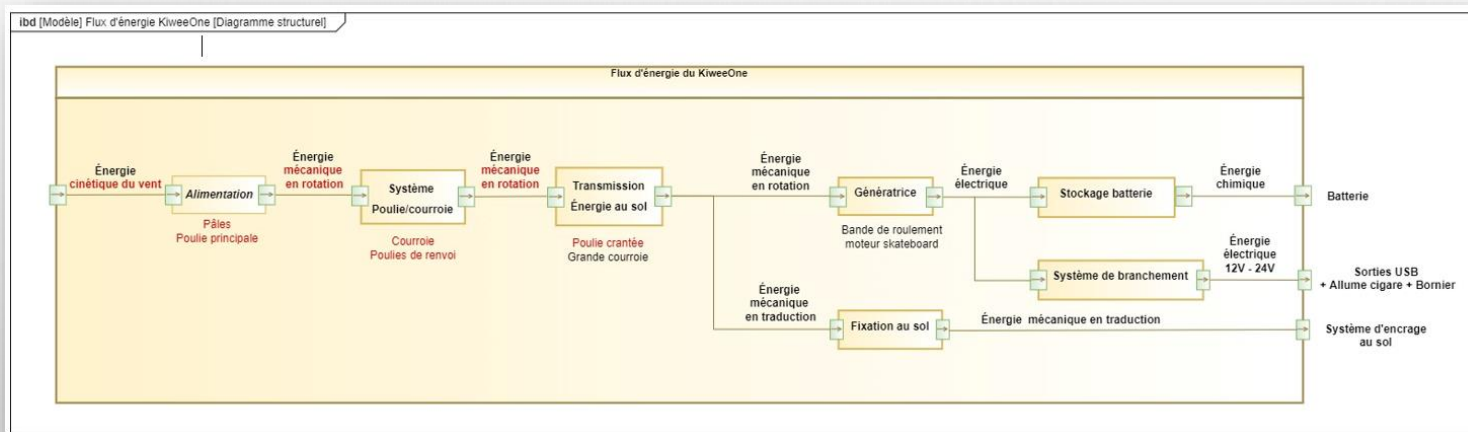 ibd [Modèle] Flux d'énergie KiweeOne [Diagramme structurel]
Flux d'énergie du KiweeOne
Énergie
cinétique du vent
Alimentation
Pâles
Poulie principale
Énergie
mécanique
en rotation
Système
Poulie/courroie
Courroie
Poulies de renvoi
Énergie
mécanique
en rotation
Transmission
Énergie au sol
Poulie crantée
Grande courroie
Énergie
mécanique
en rotation
Génératrice
Bande de roulement
moteur skateboard
Énergie
électrique
Stockage batterie
Énergie
chimique
Batterie
Système de branchement
Énergie
électrique
12V - 24V
Sorties USB
+ Allume cigare + Bornier
Énergie
mécanique
en traduction
Fixation au sol
Énergie mécanique en traduction
Système d'encrage
au sol